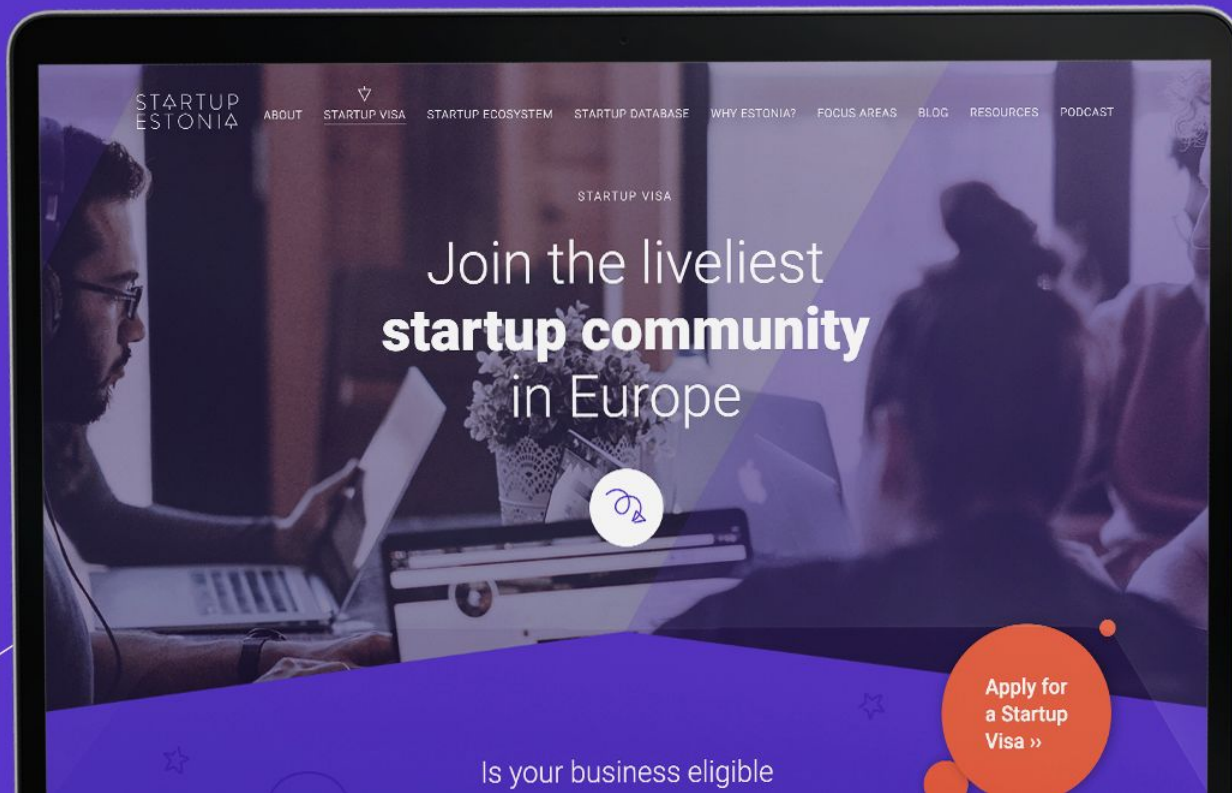 STARTUP
ESTONIA
ABOUT
STARTUP VISA
STARTUP ECOSYSTEM
STARTUP DATABASE
WHY ESTONIA?
FOCUS AREAS
BLOG
RESOURCES
PODCAST
STARTUP VISA
Join the liveliest
startup community
in Europe
Apply for
a Startup
Visa ››
Is your business eligible